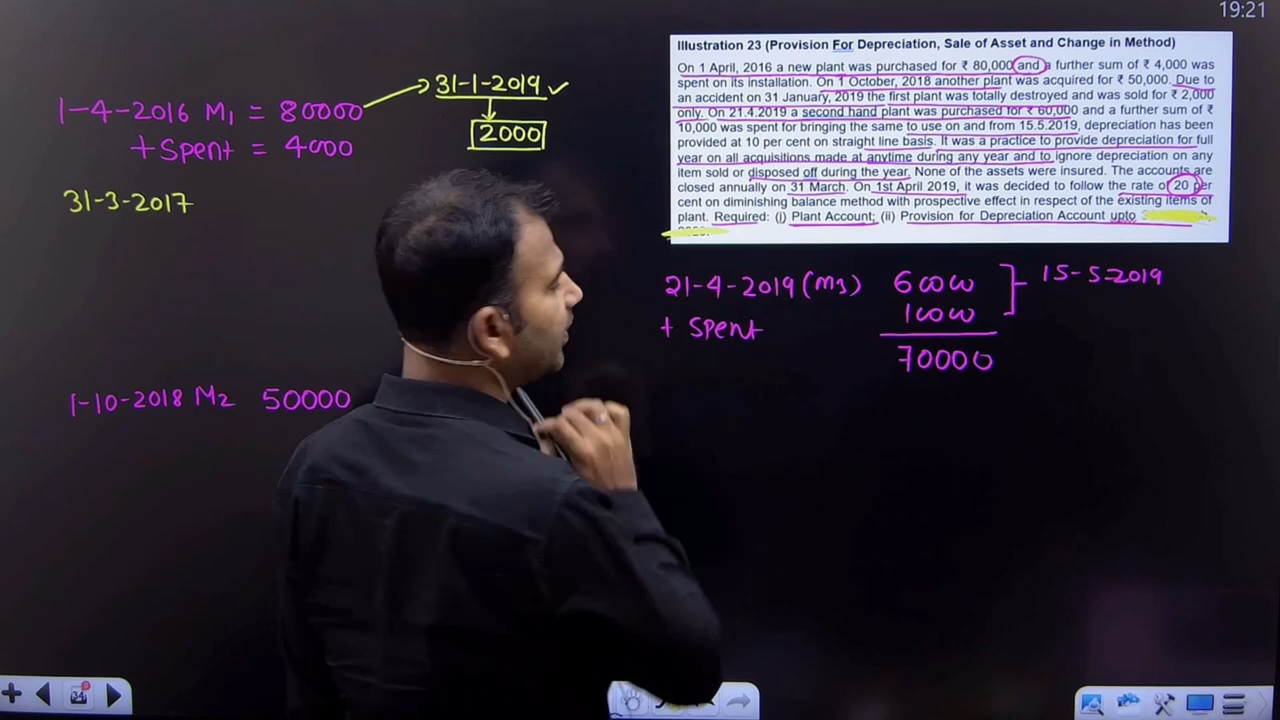 19:21
Illustration 23 (Provision For Depreciation, Sale of Asset and Change in Method)
On 1 April, 2016 a new plant was purchased for ₹ 80,000 and a further sum of ₹ 4,000 was
spent on its installation. On 1 October, 2018 another plant was acquired for ₹ 50,000. Due to
an accident on 31 January, 2019 the first plant was totally destroyed and was sold for ₹ 2,000
only. On 21.4.2019 a second hand plant was purchased for ₹ 60,000 and a further sum of ₹
10,000 was spent for bringing the same to use on and from 15.5.2019, depreciation has been
provided at 10 per cent on straight line basis. It was a practice to provide depreciation for full
year on all acquisitions made at anytime during any year and to ignore depreciation on any
item sold or disposed off during the year. None of the assets were insured. The accounts are
closed annually on 31 March. On 1st April 2019, it was decided to follow the rate of 20 per
cent on diminishing balance method with prospective effect in respect of the existing items of
plant. Required: (i) Plant Account; (ii) Provision for Depreciation Account upto
31-1-2019 ✓
2000
1-4-2016 M1 = 80000
+ Spent = 4000
31-3-2017
1-10-2018 M2 50000
21-4-2019 (M3) 60000
15-5-2019
+ Spent 10000
70000
34